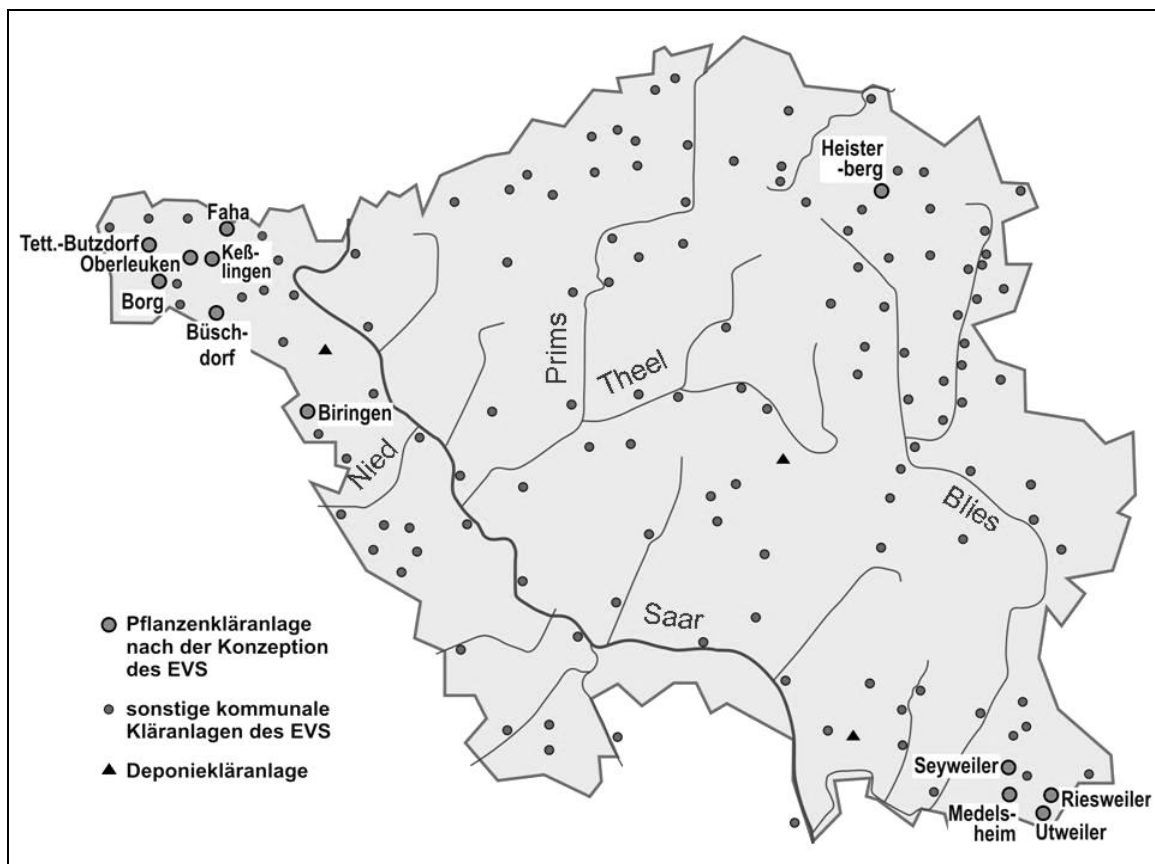 Heister
-berg
Faha
Tett.-Butzdorf
Oberleuken
Keß-
lingen
Borg
Büsch-
dorf
Biringen
Nied
Prims
Theel
Blies
Saar
Pflanzenkläranlage
nach der Konzeption
des EVS
sonstige kommunale
Kläranlagen des EVS
Deponiekläranlage
Seyweiler
Medels-
heim
Riesweiler
Utweiler